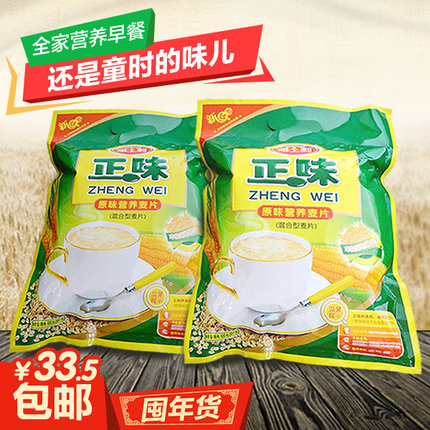 全家营养早餐
还是童时的味儿
正味
ZHENG WEI
原味营养麦片
(混合型麦片)
正味
ZHENG WEI
原味营养麦片
(混合型麦片)
¥33.5
包邮
囤年货